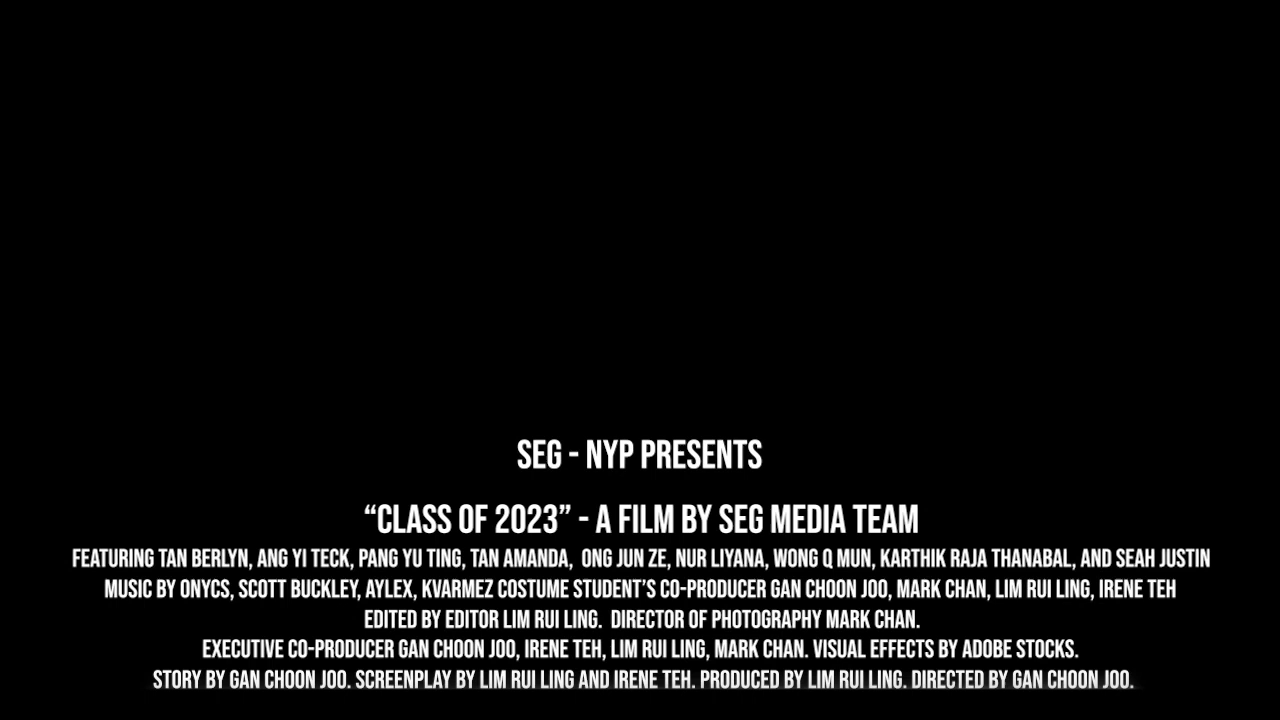 SEG - NYP PRESENTS
“CLASS OF 2023” - A FILM BY SEG MEDIA TEAM
FEATURING TAN BERLYN, ANG YI TECK, PANG YU TING, TAN AMANDA,  ONG JUN ZE, NUR LIYANA, WONG Q MUN, KARTHIK RAJA THANABAL, AND SEAH JUSTIN
MUSIC BY ONYCS, SCOTT BUCKLEY, AYLEX, KVARMEZ COSTUME STUDENT’S CO-PRODUCER GAN CHOON JOO, MARK CHAN, LIM RUI LING, IRENE TEH
EDITED BY EDITOR LIM RUI LING.  DIRECTOR OF PHOTOGRAPHY MARK CHAN.
EXECUTIVE CO-PRODUCER GAN CHOON JOO, IRENE TEH, LIM RUI LING, MARK CHAN. VISUAL EFFECTS BY ADOBE STOCKS.
STORY BY GAN CHOON JOO. SCREENPLAY BY LIM RUI LING AND IRENE TEH. PRODUCED BY LIM RUI LING. DIRECTED BY GAN CHOON JOO.